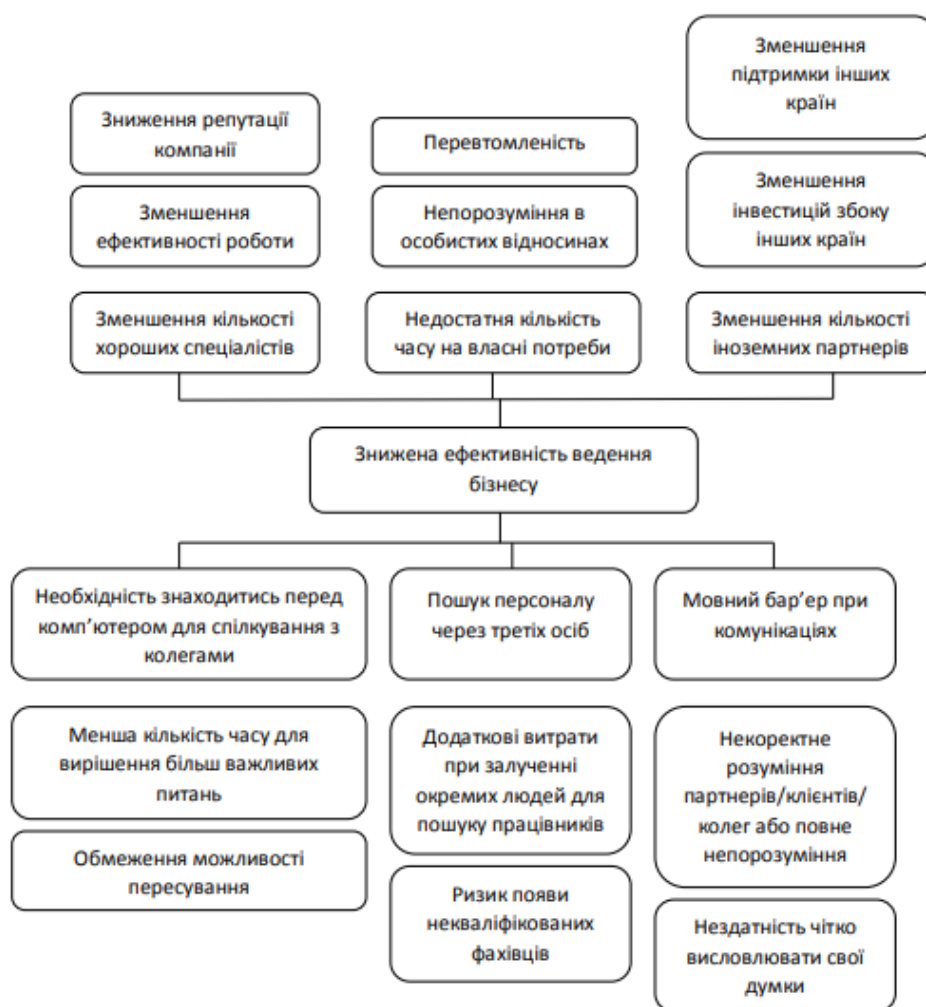 Зменшення
підтримки інших
країн
Зниження репутації
компанії
Перевтомленість
Зменшення
інвестицій збоку
інших країн
Зменшення
ефективності роботи
Непорозуміння в
особистих відносинах
Зменшення кількості
хороших спеціалістів
Недостатня кількість
часу на власні потреби
Зменшення кількості
іноземних партнерів
Знижена ефективність ведення
бізнесу
Необхідність знаходитись перед
комп’ютером для спілкування з
колегами
Пошук персоналу
через третіх осіб
Мовний бар’ер при
комунікаціях
Менша кількість часу для
вирішення більш важливих
питань
Додаткові витрати
при залученні
окремих людей для
пошуку працівників
Некоректне
розуміння
партнерів/клієнтів/
колег або повне
непорозуміння
Обмеження можливості
пересування
Ризик появи
некваліфікованих
фахівців
Нездатність чітко
висловлювати свої
думки